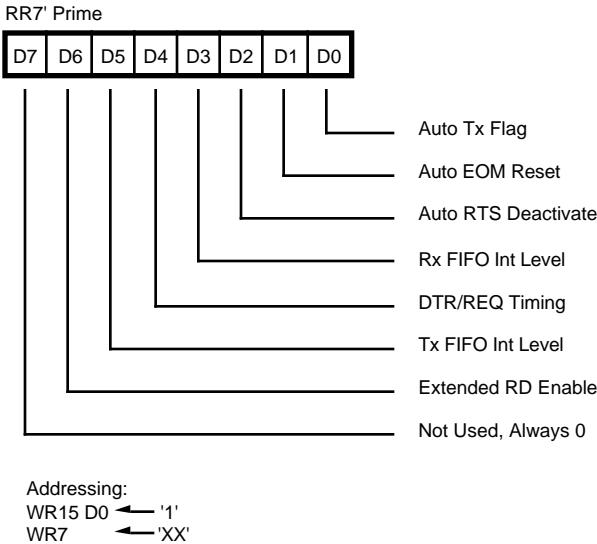 RR7' Prime
D7 D6 D5 D4 D3 D2 D1 D0
Auto Tx Flag
Auto EOM Reset
Auto RTS Deactivate
Rx FIFO Int Level
DTR/REQ Timing
Tx FIFO Int Level
Extended RD Enable
Not Used, Always 0
Addressing:
WR15 D0 '1'
WR7 'XX'